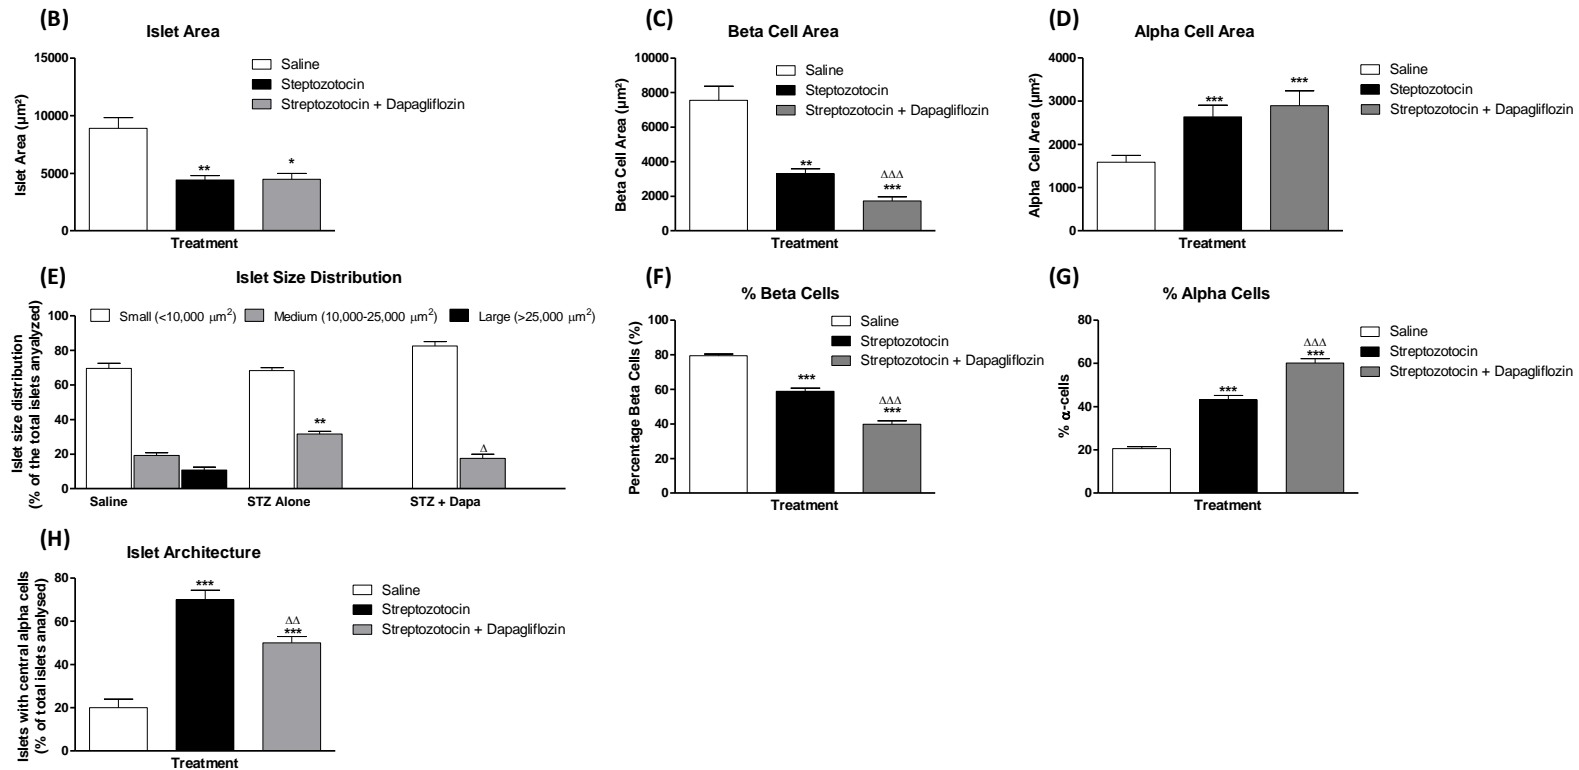 (B)
Islet Area
Islet Area (µm²)
15000
10000
5000
0
Saline
Steptozotocin
Streptozotocin + Dapagliflozin
**
*
Treatment
(C)
Beta Cell Area
Beta Cell Area (µm²)
10000
8000
6000
4000
2000
0
Saline
Steptozotocin
Streptozotocin + Dapagliflozin
**
ΔΔΔ
***
Treatment
(D)
Alpha Cell Area
Alpha Cell Area (µm²)
4000
3000
2000
1000
0
Saline
Steptozotocin
Streptozotocin + Dapagliflozin
***
***
Treatment
(E)
Islet Size Distribution
Islet size distribution
(% of the total islets anyalyzed)
100
80
60
40
20
0
Small (<10,000 µm²)
Medium (10,000-25,000 µm²)
Large (>25,000 µm²)
**
Δ
Saline
STZ Alone
STZ + Dapa
(F)
% Beta Cells
Percentage Beta Cells (%)
100
80
60
40
20
0
Saline
Streptozotocin
Streptozotocin + Dapagliflozin
***
ΔΔΔ
***
Treatment
(G)
% Alpha Cells
% α-cells
80
60
40
20
0
Saline
Streptozotocin
Streptozotocin + Dapagliflozin
***
ΔΔΔ
***
Treatment
(H)
Islet Architecture
Islets with central alpha cells
(% of total islets analysed)
80
60
40
20
0
Saline
Streptozotocin
Streptozotocin + Dapagliflozin
***
ΔΔ
***
Treatment